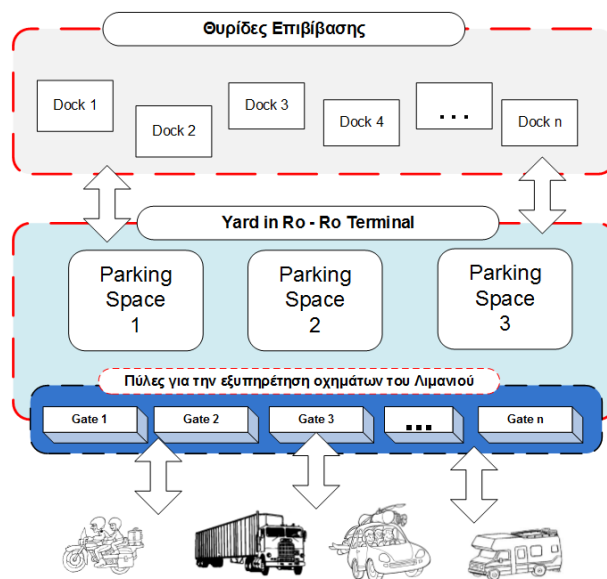 Θυρίδες Επιβίβασης
Dock 1
Dock 2
Dock 3
Dock 4
...
Dock n
Yard in Ro - Ro Terminal
Parking
Space
1
Parking
Space
2
Parking
Space
3
Πύλες για την εξυπηρέτηση οχημάτων του Λιμανιού
Gate 1
Gate 2
Gate 3
...
Gate n